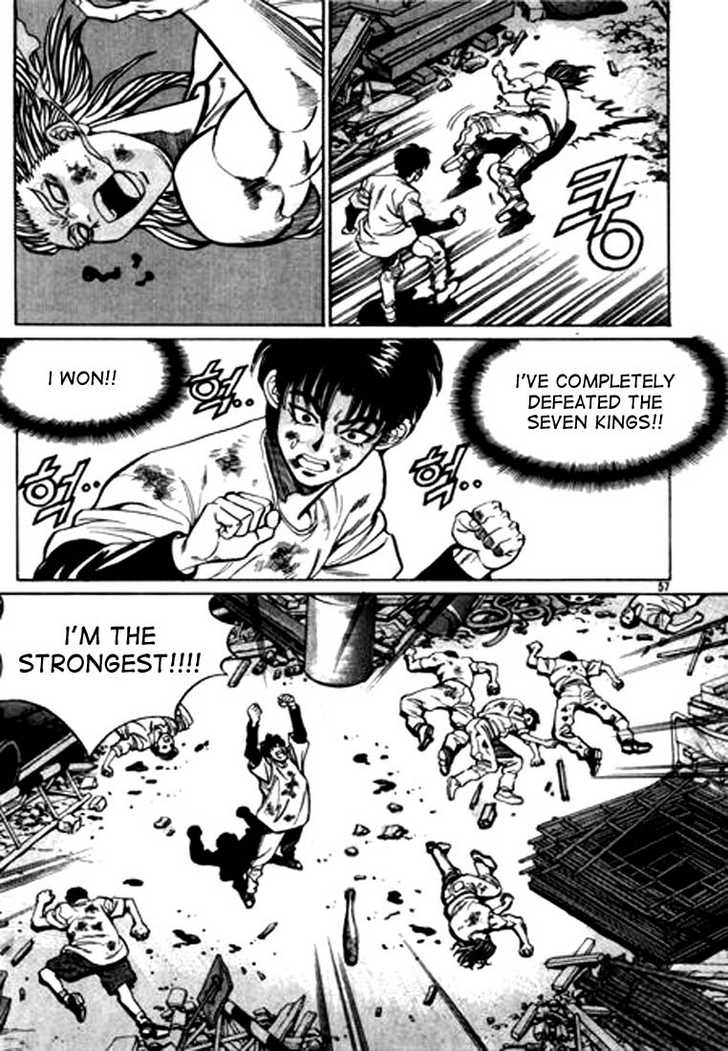 쿵
I WON!!
헉..
I'VE COMPLETELY
DEFEATED THE
SEVEN KINGS!!
헉..
헉..
57
I'M THE
STRONGEST!!!!